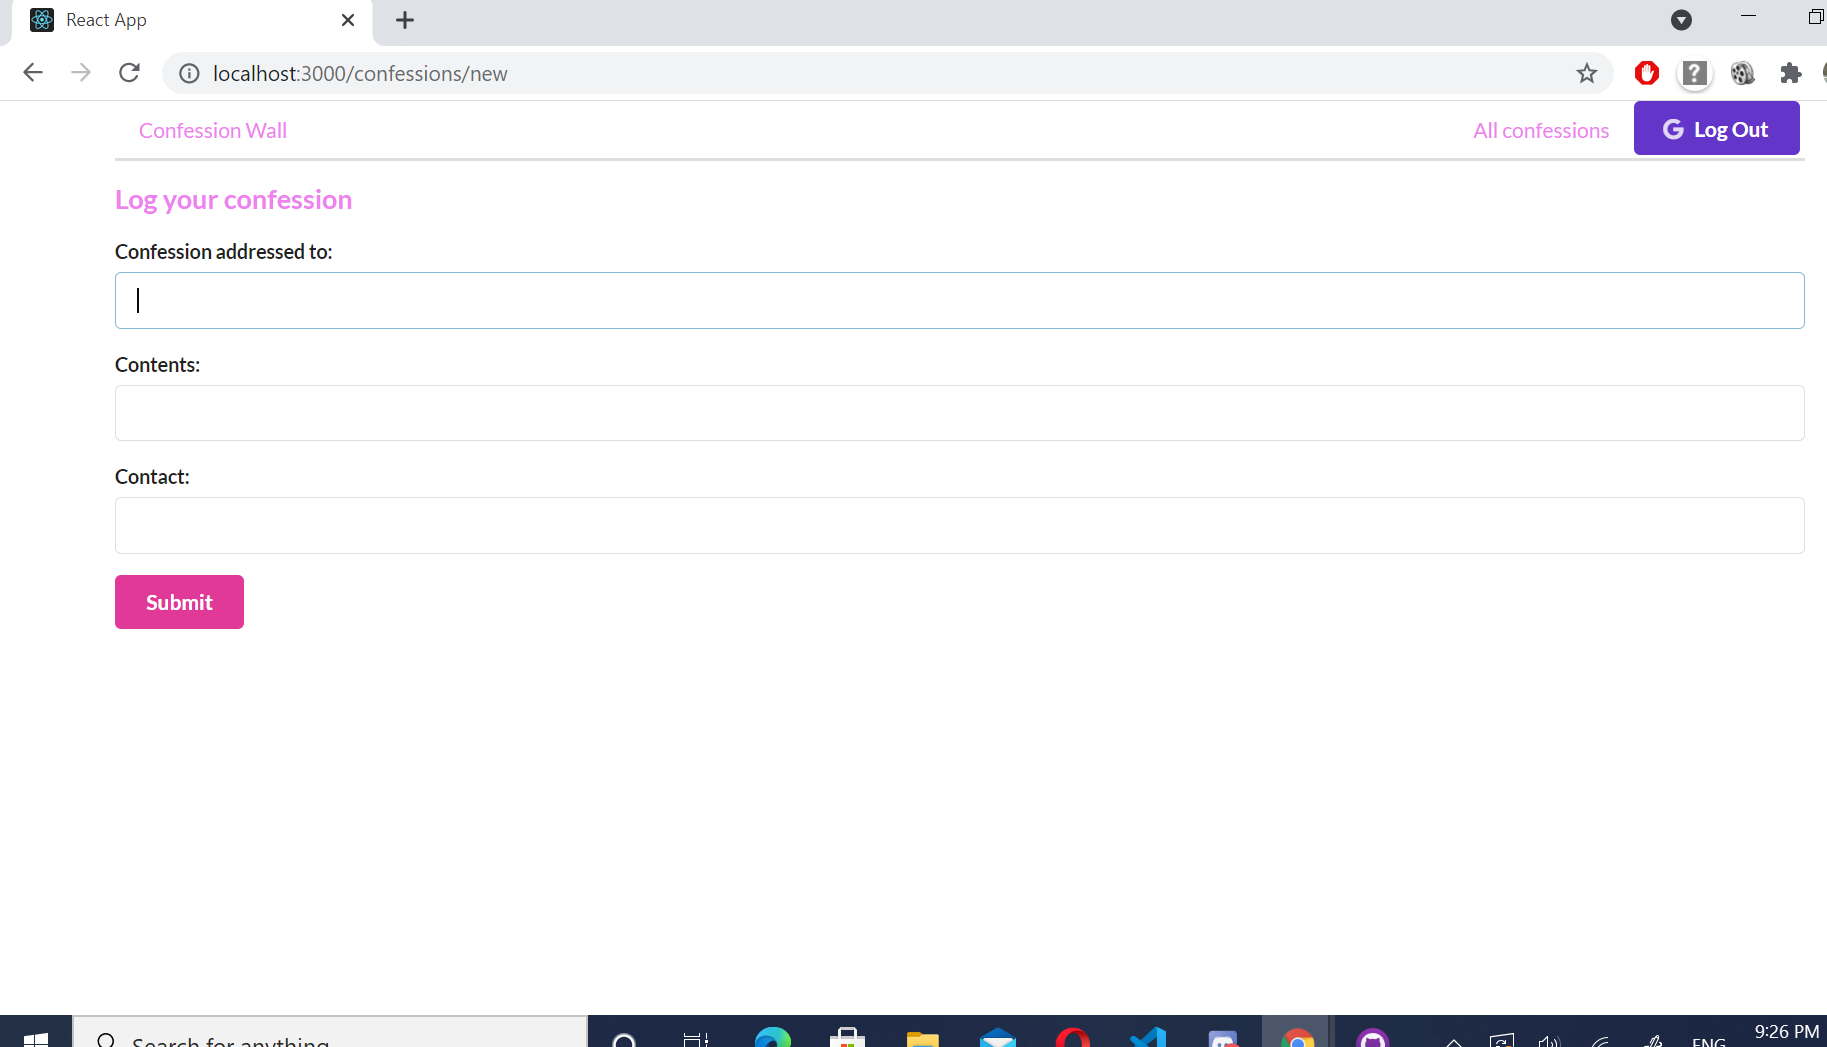 React App
localhost:3000/confessions/new
Confession Wall
All confessions
Log Out
Log your confession
Confession addressed to:
Contents:
Contact:
Submit
Search for anything
ENG
9:26 PM